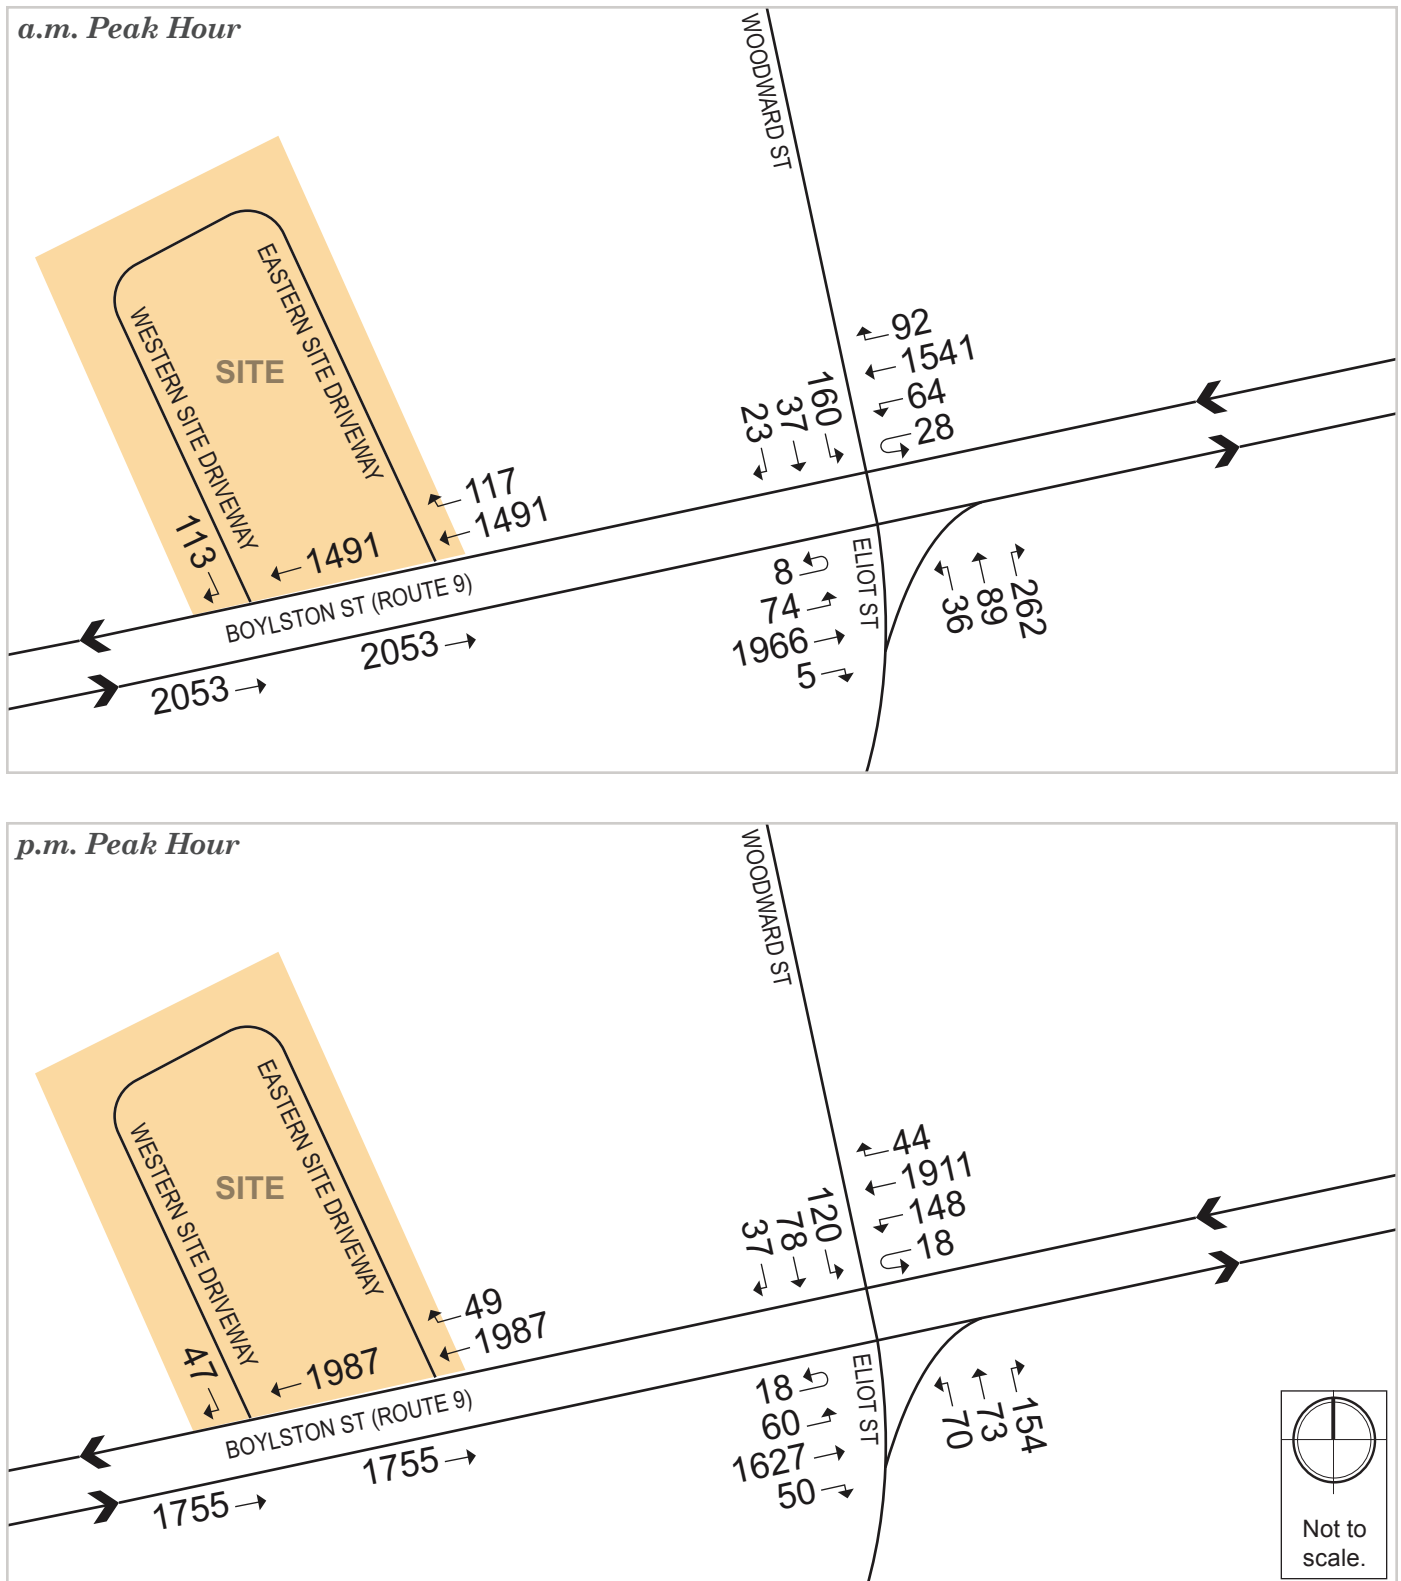 a.m. Peak Hour
WOODWARD ST
EASTERN SITE DRIVEWAY
WESTERN SITE DRIVEWAY
SITE
92
1541
64
28
160
37
23
117
1491
113
1491
BOYLSTON ST (ROUTE 9)
2053
2053
ELIOT ST
8
74
1966
5
36
89
262
p.m. Peak Hour
WOODWARD ST
EASTERN SITE DRIVEWAY
WESTERN SITE DRIVEWAY
SITE
44
1911
148
18
120
78
37
49
1987
47
1987
BOYLSTON ST (ROUTE 9)
1755
1755
ELIOT ST
18
60
1627
50
70
73
154
Not to
scale.